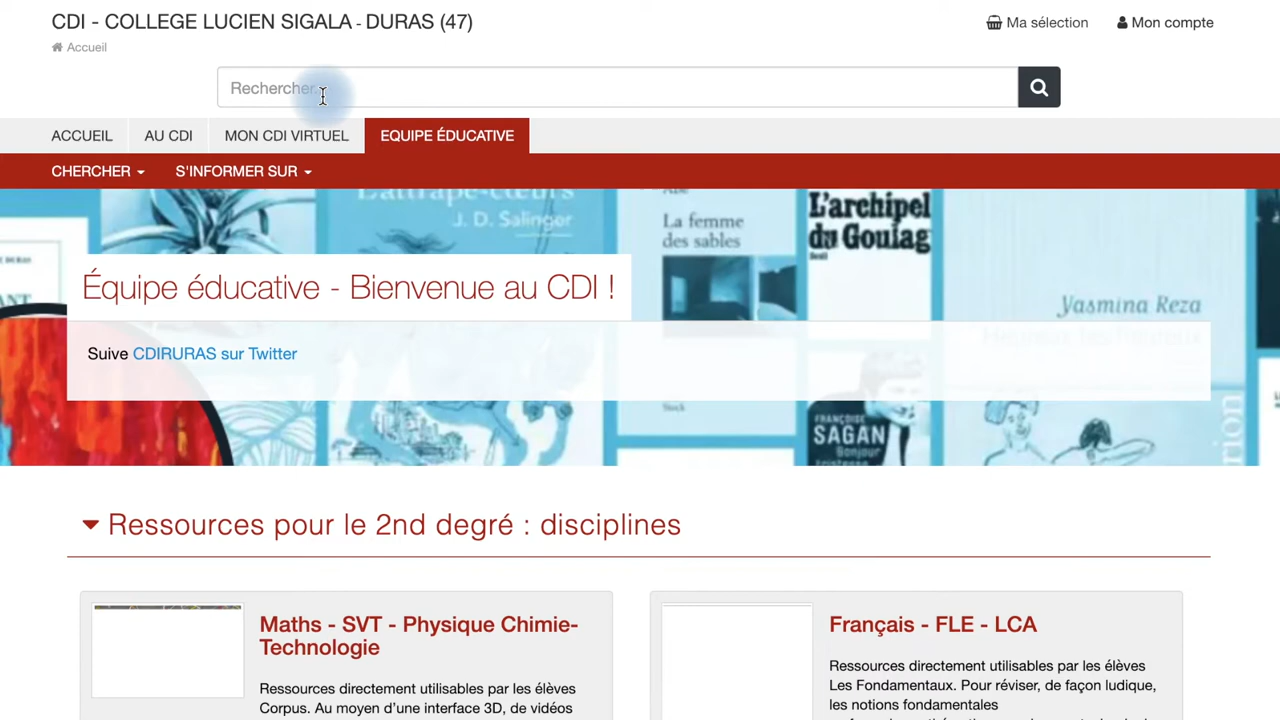 CDI - COLLEGE LUCIEN SIGALA - DURAS (47)
Ma sélection
Mon compte
Accueil
Rechercher
ACCUEIL
AU CDI
MON CDI VIRTUEL
EQUIPE ÉDUCATIVE
CHERCHER
S'INFORMER SUR
J. D. Salinger
La femme
des sables
L'archipel
du Goulag
Seuil
Yasmina Reza
Équipe éducative - Bienvenue au CDI !
Suive CDIRURAS sur Twitter
Stock
FRANÇOISE
SAGAN
Ressources pour le 2nd degré : disciplines
Maths - SVT - Physique Chimie-
Technologie
Ressources directement utilisables par les élèves
Corpus. Au moyen d'une interface 3D, de vidéos
Français - FLE - LCA
Ressources directement utilisables par les élèves
Les Fondamentaux. Pour réviser, de façon ludique,
les notions fondamentales